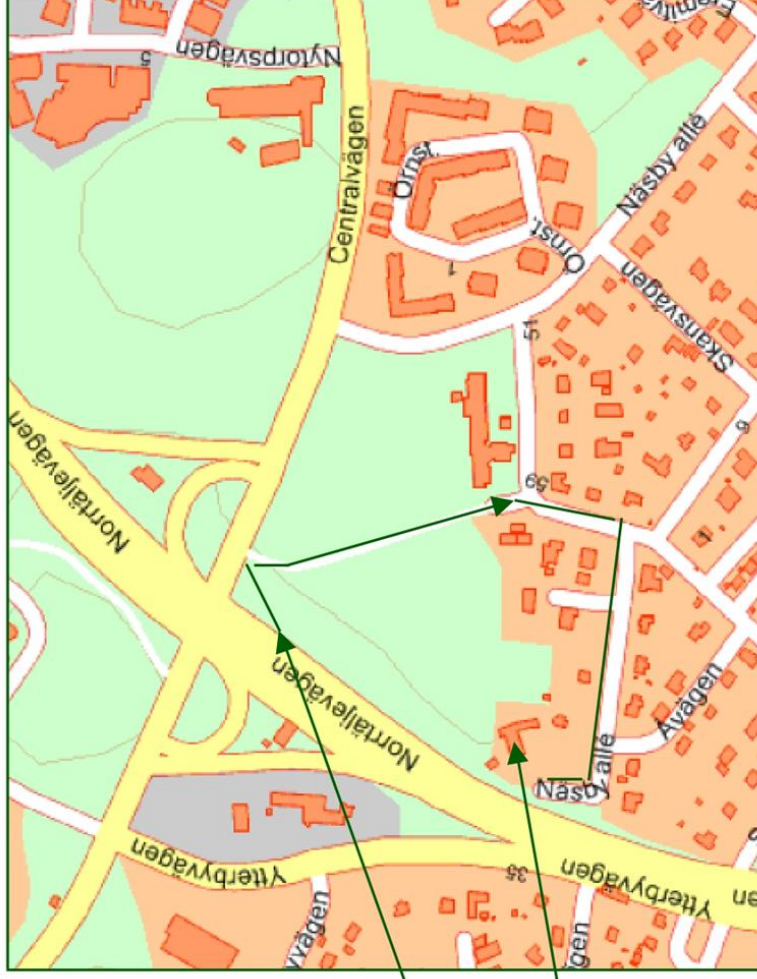 Nytorpsvägen
5
Centralvägen
Örnst.
Näsby allé
Örnst.
1
Skansvägen
51
Norrtäljevägen
9
59
1
Norrtäljevägen
Åvägen
Näsby allé
Ytterbyvägen
35
Ytterbyvägen